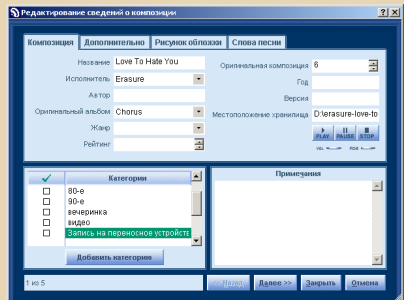 Редактирование сведений о композиции
Композиция Дополнительно Рисунок обложки Слова песни
Название Love To Hate You
Исполнитель Erasure
Автор
Оригинальный альбом Chorus
Жанр
Рейтинг
Оригинальная композиция 6
Год
Версия
Местоположение хранилища D:\erasure-love-to
PLAY PAUSE STOP
VOL POS
Категории
80-е
90-е
вечеринка
видео
Запись на переносное устройств
Добавить категорию
Примечания
1 из 5
<< Назад Далее >> Закрыть Отмена